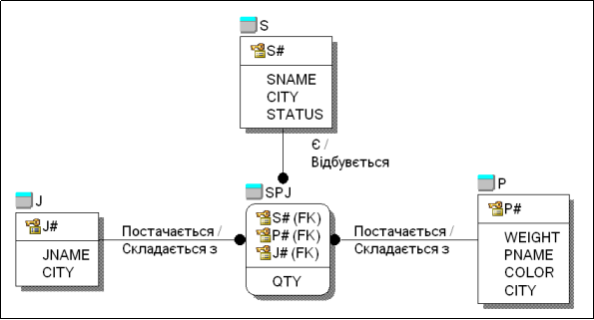 S
S#
SNAME
CITY
STATUS
Є /
Відбувється
SPJ
S# (FK)
P# (FK)
J# (FK)
QTY
J
J#
JNAME
CITY
Постачається /
Складається з
Постачається /
Складається з
P
P#
WEIGHT
PNAME
COLOR
CITY